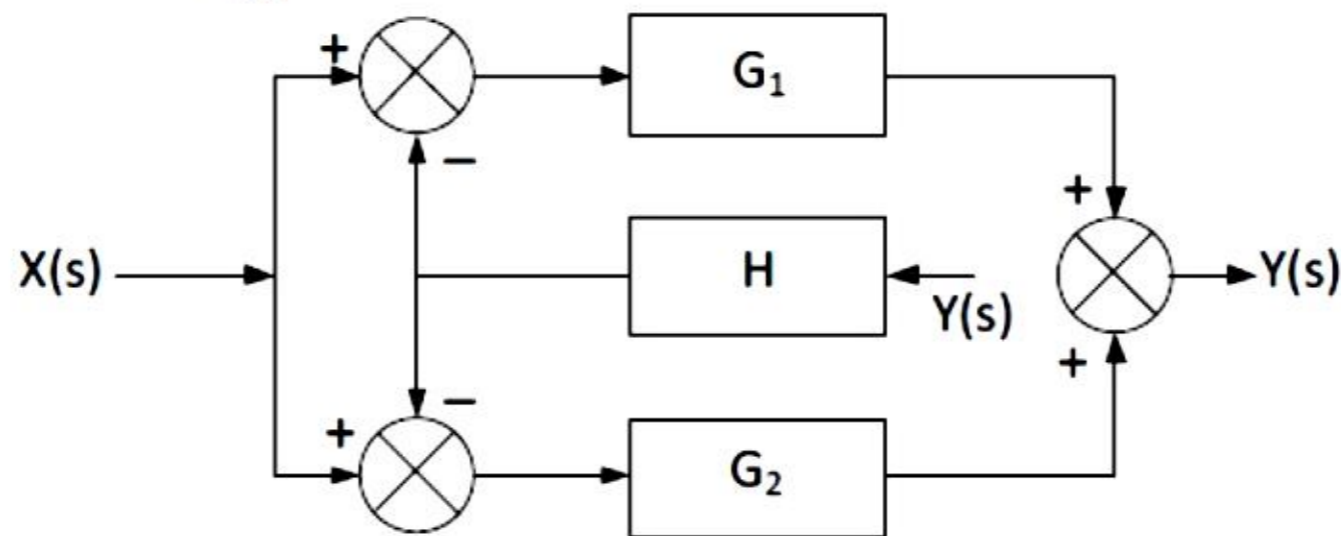 + G₁
− +
X(s) H Y(s)
Y(s)
− +
+ G₂